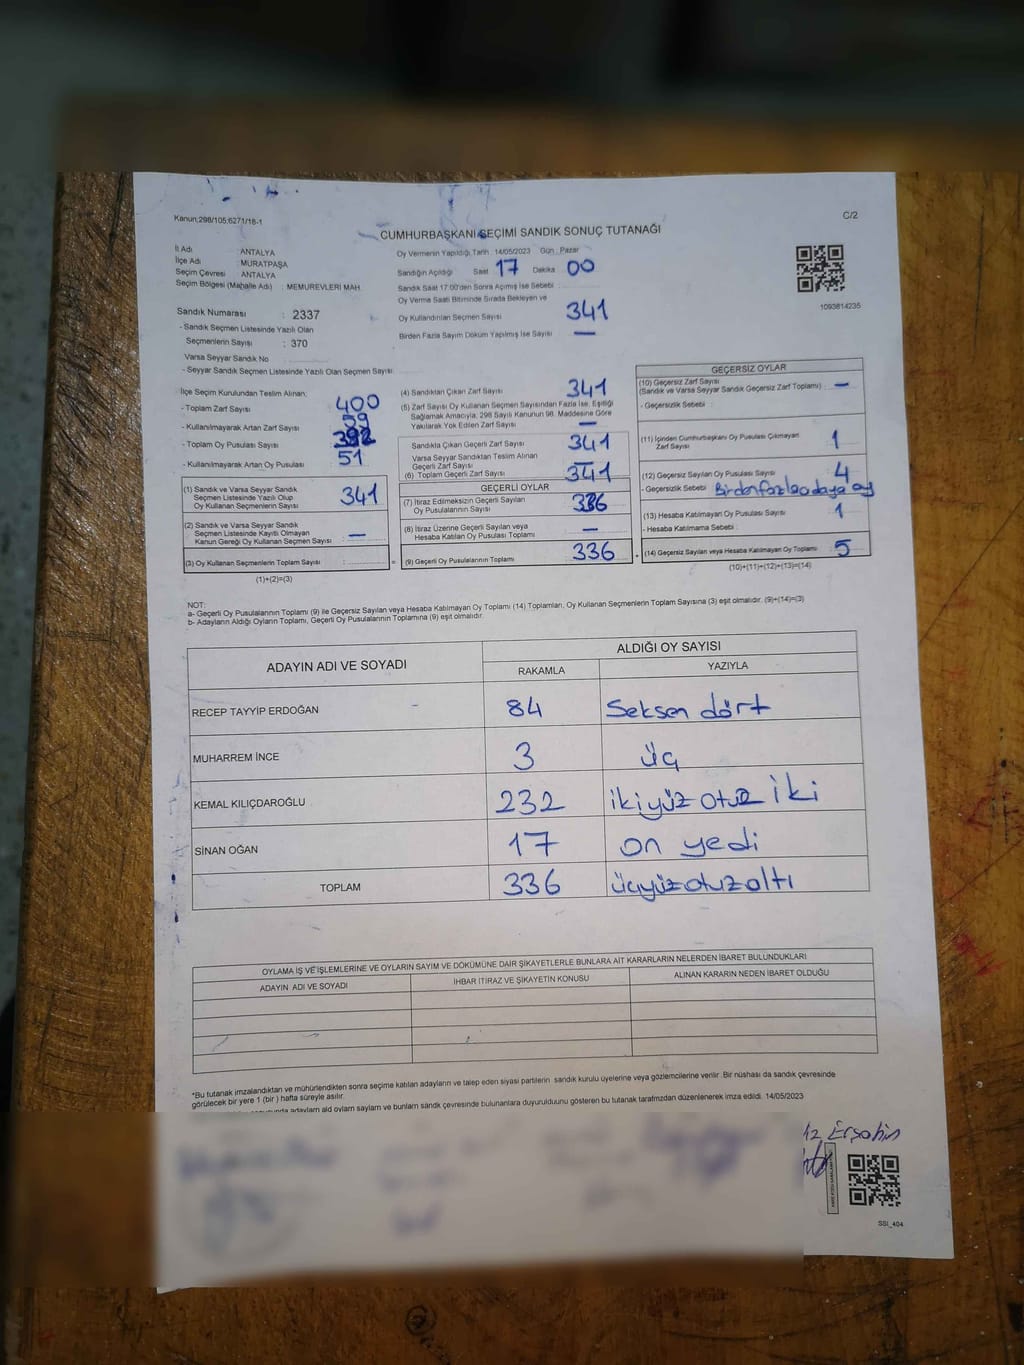 Kanun:298/105;6271/18-1
C/2
CUMHURBAŞKANI SEÇİMİ SANDIK SONUÇ TUTANAĞI
İl Adı : ANTALYA
İlçe Adı : MURATPAŞA
Seçim Çevresi : ANTALYA
Seçim Bölgesi (Mahalle Adı) : MEMUREVLERİ MAH.
Sandık Numarası : 2337
- Sandık Seçmen Listesinde Yazılı Olan
Seçmenlerin Sayısı : 370
Varsa Seyyar Sandık No
- Seyyar Sandık Seçmen Listesinde Yazılı Olan Seçmen Sayısı
Oy Vermenin Yapıldığı; Tarih : 14/05/2023 Gün : Pazar
Sandığın Açıldığı Saat 17 Dakika 00
Sandık Saat 17:00'den Sonra Açılmış İse Sebebi :
Oy Verme Saati Bitiminde Sırada Bekleyen ve
Oy Kullandırılan Seçmen Sayısı 341
Birden Fazla Sayım Döküm Yapılmış İse Sayısı —
1093814235
İlçe Seçim Kurulundan Teslim Alınan;
- Toplam Zarf Sayısı : 400
- Kullanılmayarak Artan Zarf Sayısı : 59
- Toplam Oy Pusulası Sayısı : 392
- Kullanılmayarak Artan Oy Pusulası : 51
(1) Sandık ve Varsa Seyyar Sandık
Seçmen Listesinde Yazılı Olup
Oy Kullanan Seçmenlerin Sayısı : 341
(2) Sandık ve Varsa Seyyar Sandık
Seçmen Listesinde Kayıtlı Olmayan
Kanun Gereği Oy Kullanan Seçmen Sayısı : —
(3) Oy Kullanan Seçmenlerin Toplam Sayısı :
(1)+(2)=(3)
(4) Sandıktan Çıkan Zarf Sayısı : 341
(5) Zarf Sayısı Oy Kullanan Seçmen Sayısından Fazla İse, Eşitliği
Sağlamak Amacıyla, 298 Sayılı Kanunun 98. Maddesine Göre
Yakılarak Yok Edilen Zarf Sayısı : —
Sandıkta Çıkan Geçerli Zarf Sayısı : 341
Varsa Seyyar Sandıktan Teslim Alınan
Geçerli Zarf Sayısı : —
(6) Toplam Geçerli Zarf Sayısı : 341
GEÇERLİ OYLAR
(7) İtiraz Edilmeksizin Geçerli Sayılan
Oy Pusulalarının Sayısı : 336
(8) İtiraz Üzerine Geçerli Sayılan veya
Hesaba Katılan Oy Pusulası Toplamı : —
(9) Geçerli Oy Pusulalarının Toplamı : 336
GEÇERSİZ OYLAR
(10) Geçersiz Zarf Sayısı
(Sandık ve Varsa Seyyar Sandık Geçersiz Zarf Toplamı) : —
- Geçersizlik Sebebi :
(11) İçinden Cumhurbaşkanı Oy Pusulası Çıkmayan
Zarf Sayısı : 1
(12) Geçersiz Sayılan Oy Pusulası Sayısı : 4
- Geçersizlik Sebebi : Birden fazla adaya oy
(13) Hesaba Katılmayan Oy Pusulası Sayısı : 1
- Hesaba Katılmama Sebebi :
(14) Geçersiz Sayılan veya Hesaba Katılmayan Oy Toplamı : 5
(10)+(11)+(12)+(13)=(14)
NOT:
a- Geçerli Oy Pusulalarının Toplamı (9) ile Geçersiz Sayılan veya Hesaba Katılmayan Oy Toplamı (14) Toplamları, Oy Kullanan Seçmenlerin Toplam Sayısına (3) eşit olmalıdır. (9)+(14)=(3)
b- Adayların Aldığı Oyların Toplamı, Geçerli Oy Pusulalarının Toplamına (9) eşit olmalıdır.
ADAYIN ADI VE SOYADI
ALDIĞI OY SAYISI
RAKAMLA YAZIYLA
RECEP TAYYİP ERDOĞAN 84 Seksen dört
MUHARREM İNCE 3 üç
KEMAL KILIÇDAROĞLU 232 ikiyüz otuz iki
SİNAN OĞAN 17 on yedi
TOPLAM 336 üçyüzotuzaltı
OYLAMA İŞ VE İŞLEMLERİNE VE OYLARIN SAYIM VE DÖKÜMÜNE DAİR ŞİKAYETLERLE BUNLARA AİT KARARLARIN NELERDEN İBARET BULUNDUKLARI
ADAYIN ADI VE SOYADI İHBAR İTİRAZ VE ŞİKAYETİN KONUSU ALINAN KARARIN NEDEN İBARET OLDUĞU
*Bu tutanak imzalandıktan ve mühürlendikten sonra seçime katılan adayların ve talep eden siyasi partilerin sandık kurulu üyelerine veya gözlemcilerine verilir. Bir nüshası da sandık çevresinde
görülecek bir yere 1 (bir) hafta süreyle asılır.
adayların ald oyların sayların ve bunların sandık çevresinde bulunanlara duyurulduunu gösteren bu tutanak tarafmzdan düzenlenerek imza edildi. 14/05/2023
Erşahin
SSI_404